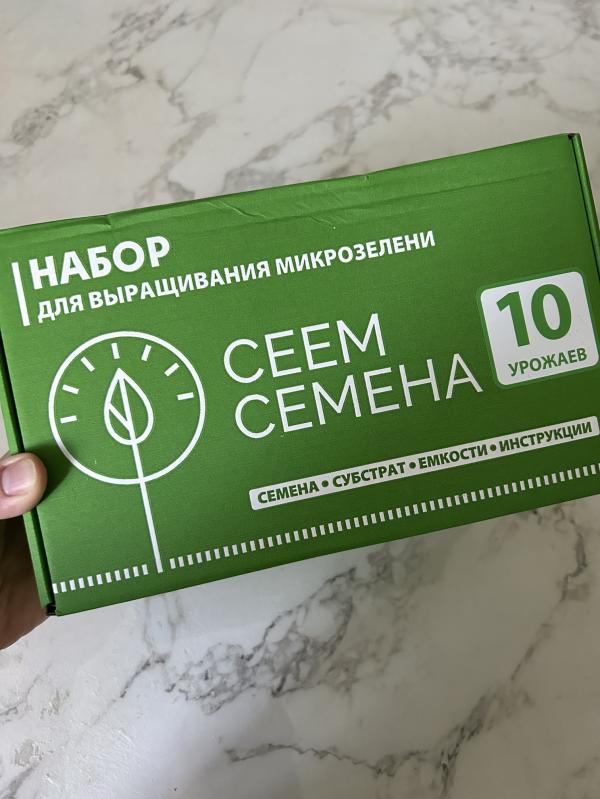 НАБОР
ДЛЯ ВЫРАЩИВАНИЯ МИКРОЗЕЛЕНИ
СЕЕМ
СЕМЕНА
10
УРОЖАЕВ
СЕМЕНА • СУБСТРАТ • ЕМКОСТИ • ИНСТРУКЦИИ